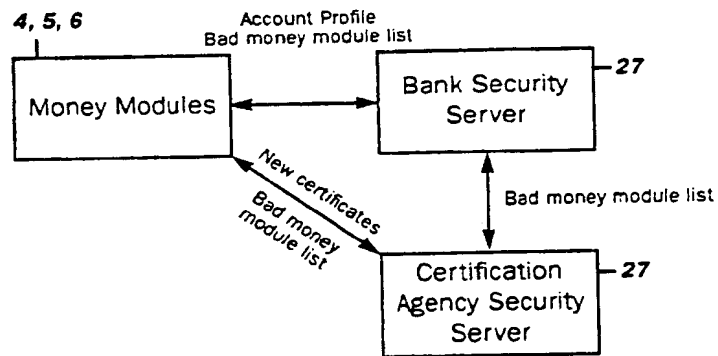 4, 5, 6
Account Profile
Bad money module list
27
Money Modules
Bank Security
Server
New certificates
Bad money
module list
Bad money module list
27
Certification
Agency Security
Server